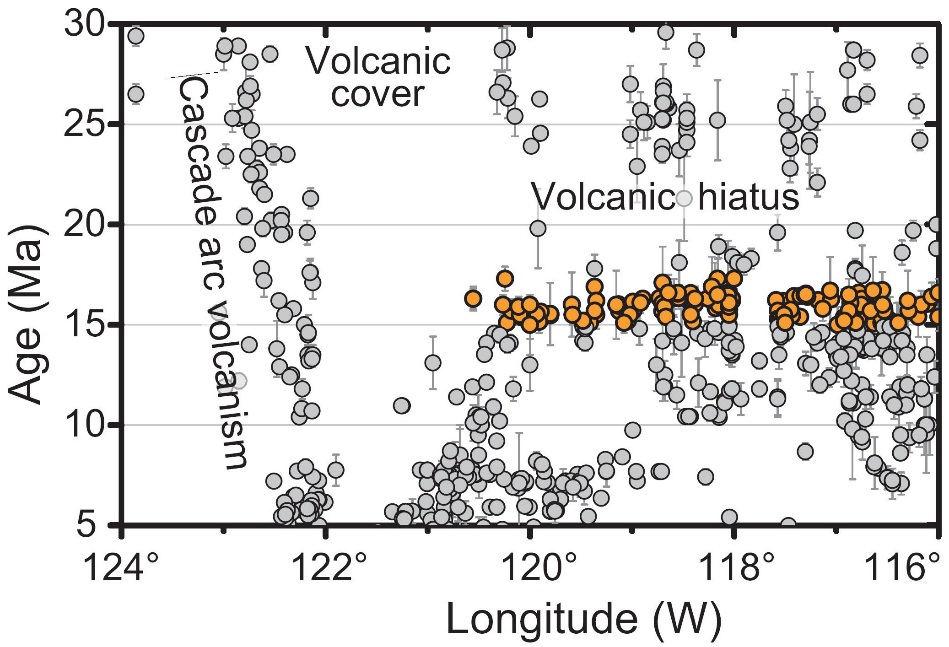 30
25
20
15
10
5
Age (Ma)
Volcanic
cover
Cascade arc volcanism
Volcanic hiatus
124° 122° 120° 118° 116°
Longitude (W)